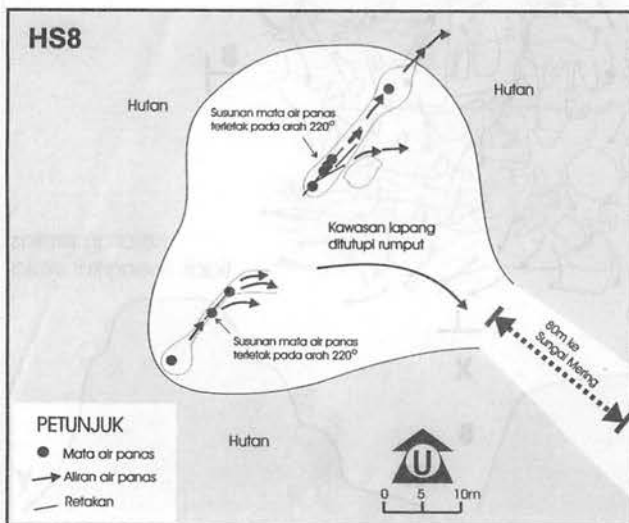 HS8
Hutan
Hutan
Susunan mata air panas
terletak pada arah 220°
Kawasan lapang
ditutupi rumput
80m ke
Sungai Mering
Susunan mata air panas
terletak pada arah 220°
PETUNJUK
Mata air panas
Aliran air panas
Retakan
Hutan
U
0 5 10m